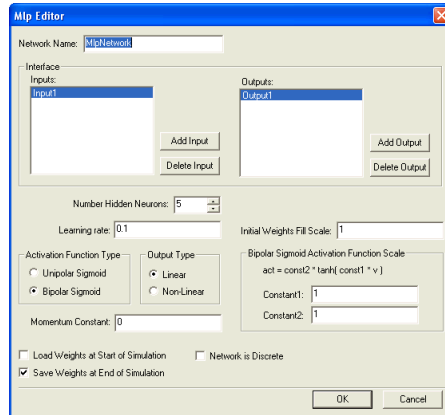 Mlp Editor
Network Name: MlpNetwork
Interface
Inputs:
Input1
Add Input
Delete Input
Outputs:
Output1
Add Output
Delete Output
Number Hidden Neurons: 5
Learning rate: 0.1
Initial Weights Fill Scale: 1
Activation Function Type
Unipolar Sigmoid
Bipolar Sigmoid
Output Type
Linear
Non-Linear
Bipolar Sigmoid Activation Function Scale
act = const2 * tanh( const1 * v )
Constant1: 1
Constant2: 1
Momentum Constant: 0
Load Weights at Start of Simulation
Network is Discrete
Save Weights at End of Simulation
OK
Cancel